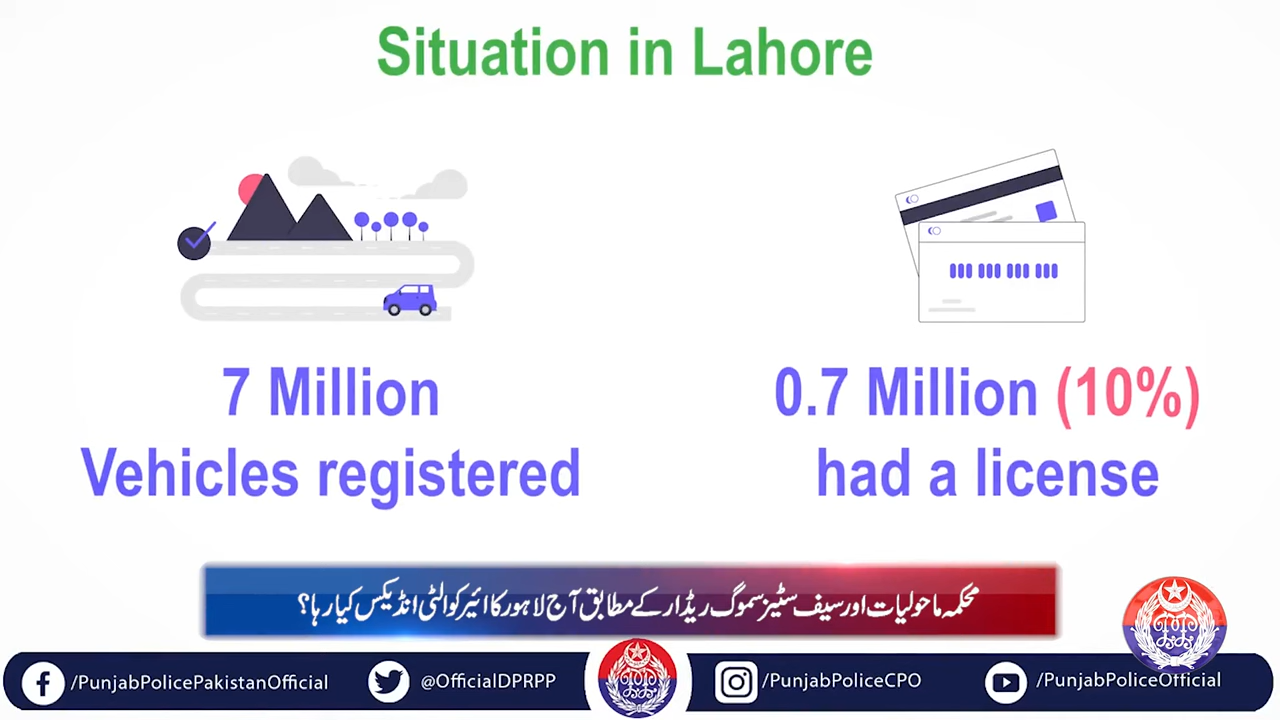 Situation in Lahore
7 Million
Vehicles registered
0.7 Million (10%)
had a license
محکمہ ماحولیات اور سیف سٹیز سموگ ریڈار کے مطابق آج لاہور کا ائیر کوالٹی انڈیکس کیا رہا؟
/PunjabPolicePakistanOfficial
@OfficialDPRPP
/PunjabPoliceCPO
/PunjabPoliceOfficial